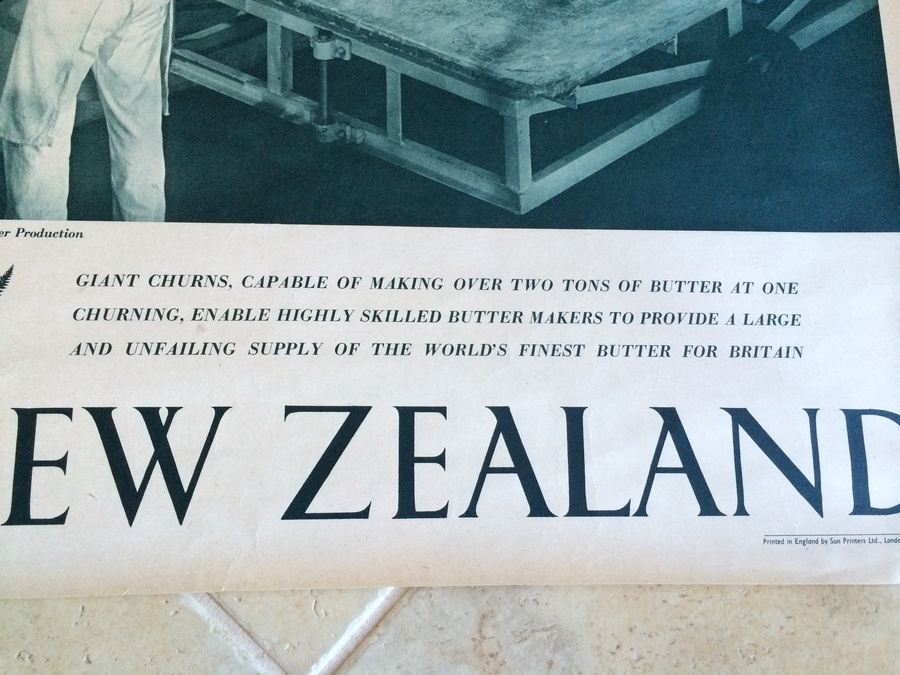 er Production
GIANT CHURNS, CAPABLE OF MAKING OVER TWO TONS OF BUTTER AT ONE
CHURNING, ENABLE HIGHLY SKILLED BUTTER MAKERS TO PROVIDE A LARGE
AND UNFAILING SUPPLY OF THE WORLD'S FINEST BUTTER FOR BRITAIN
EW ZEALAND
Printed in England by Sun Printers Ltd., Londo